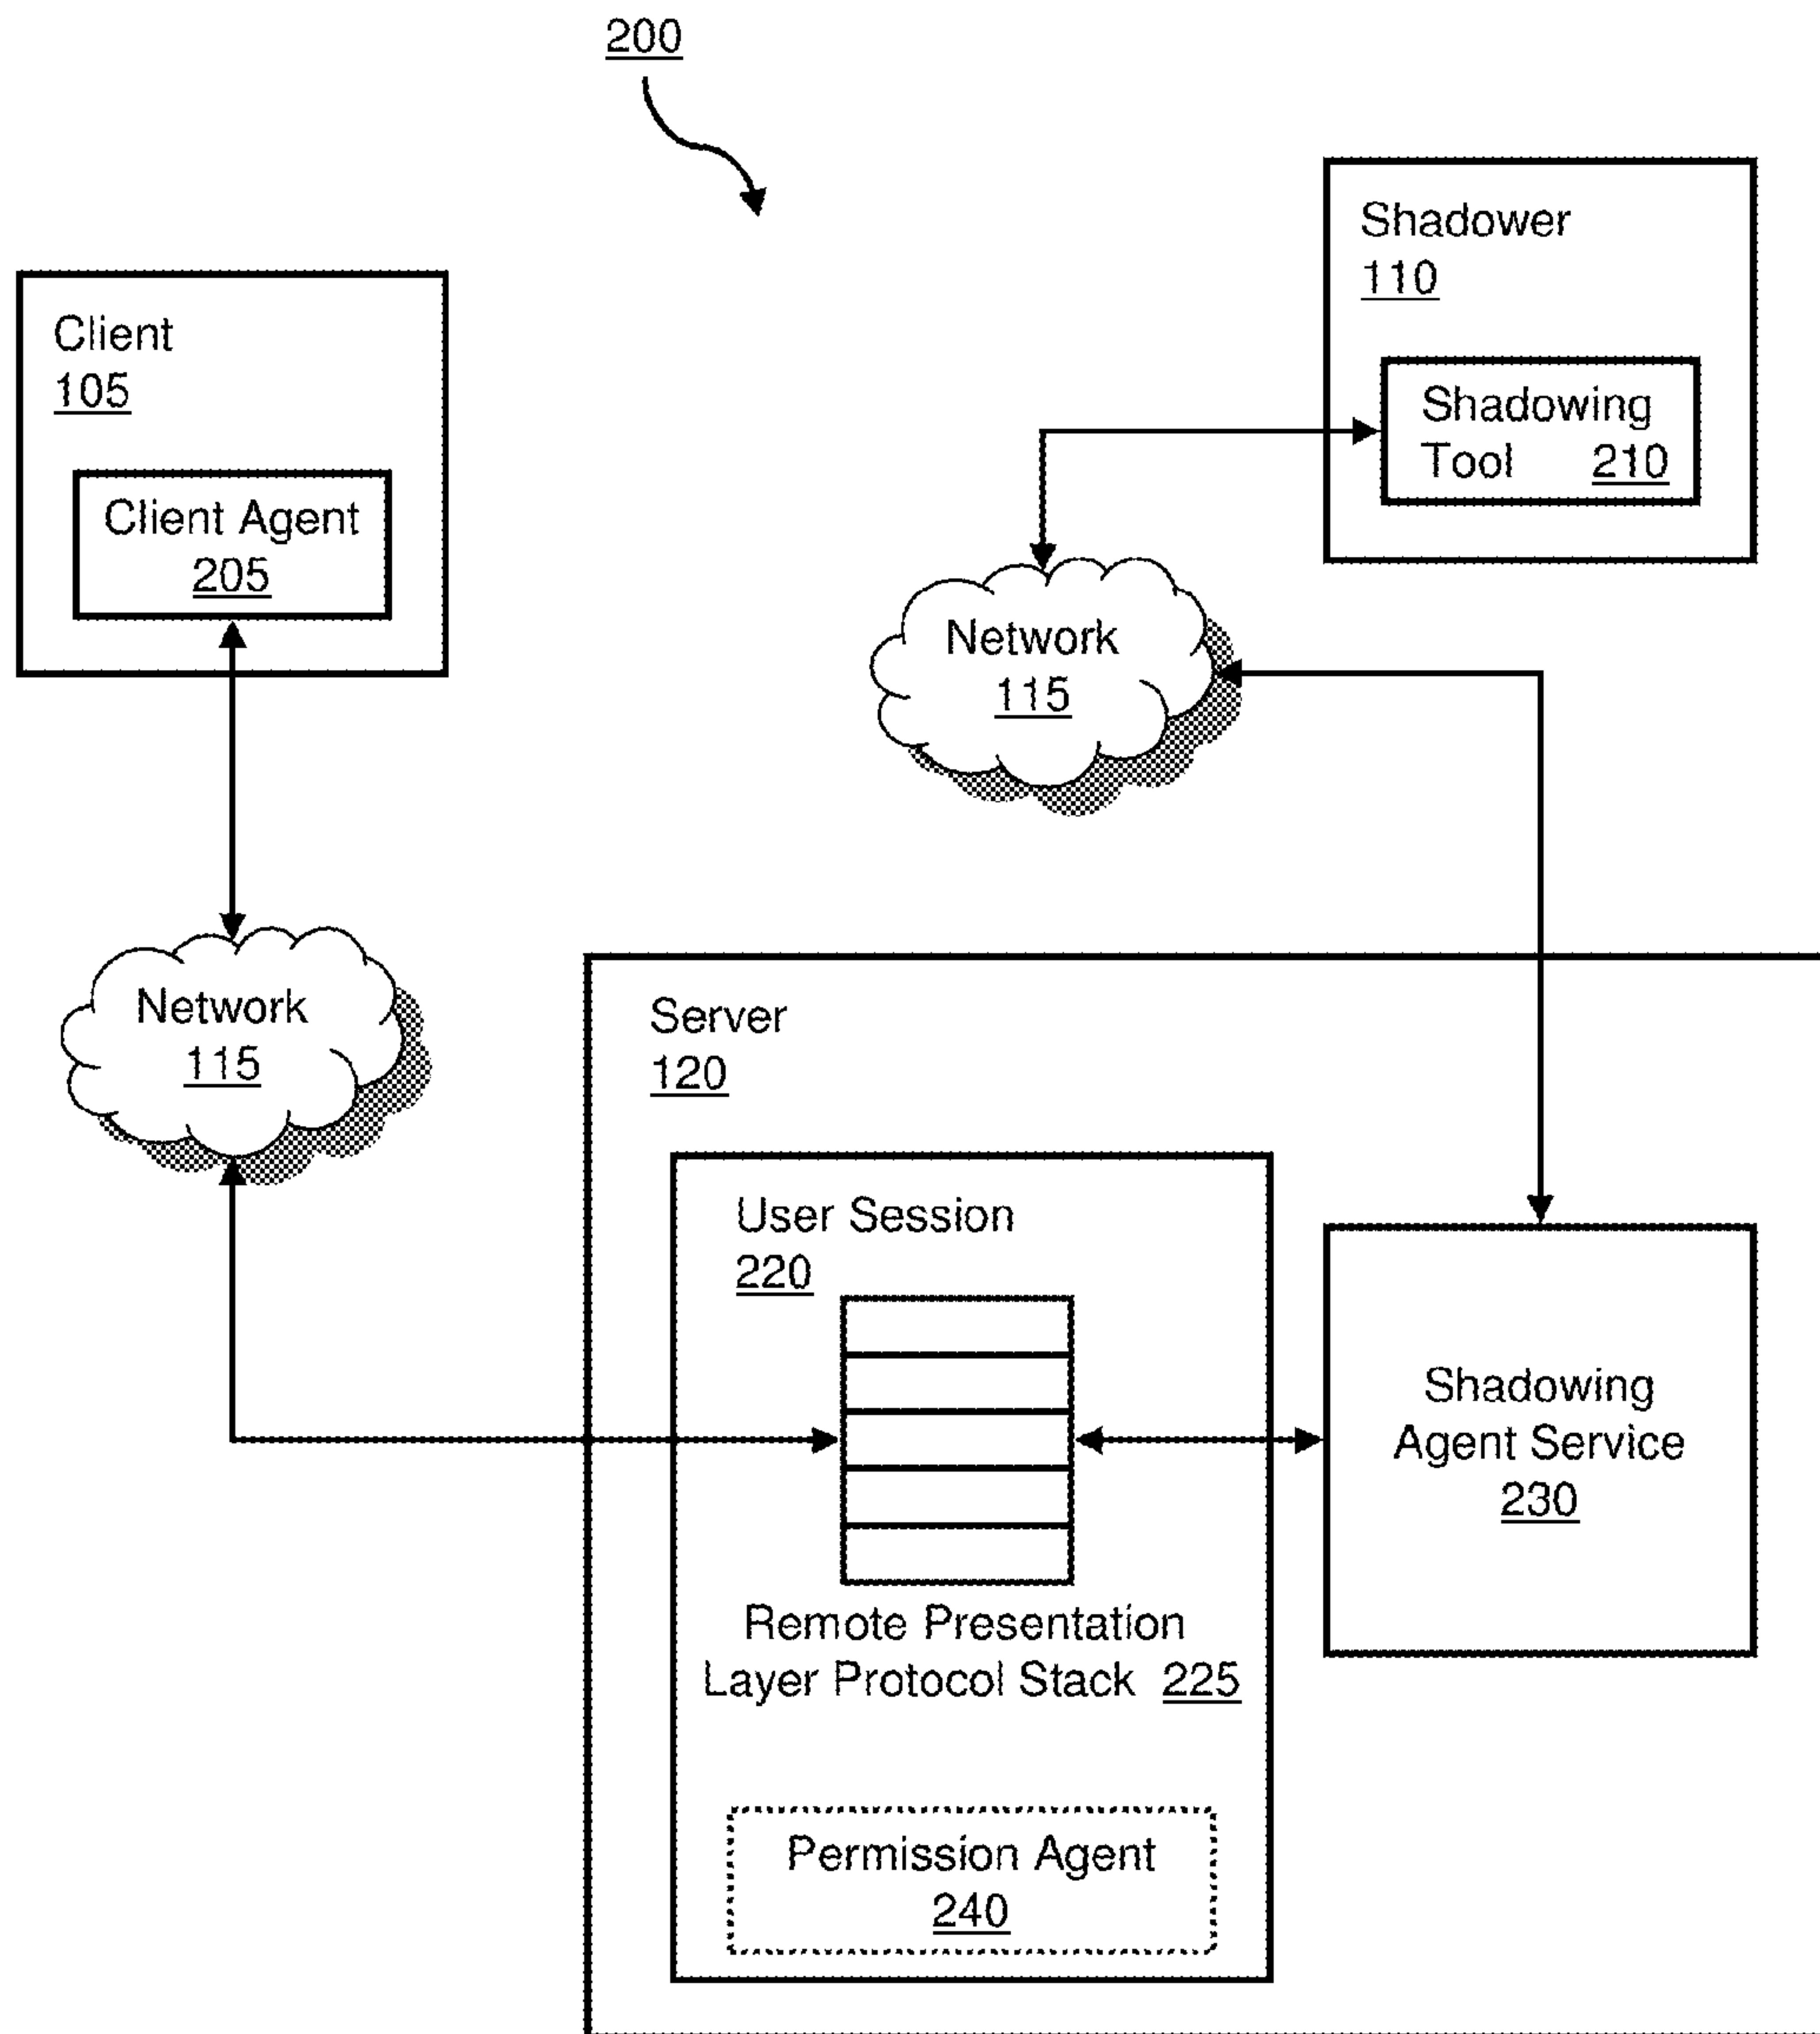 200
Shadower
110
Shadowing
Tool 210
Client
105
Client Agent
205
Network
115
Network
115
Server
120
User Session
220
Remote Presentation
Layer Protocol Stack 225
Permission Agent
240
Shadowing
Agent Service
230